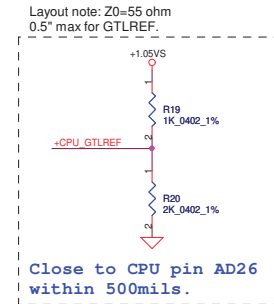 Layout note: Z0=55 ohm
0.5" max for GTLREF.
+1.05VS
1
R19
1K_0402_1%
2
+CPU_GTLREF
1
R20
2K_0402_1%
2
Close to CPU pin AD26
within 500mils.